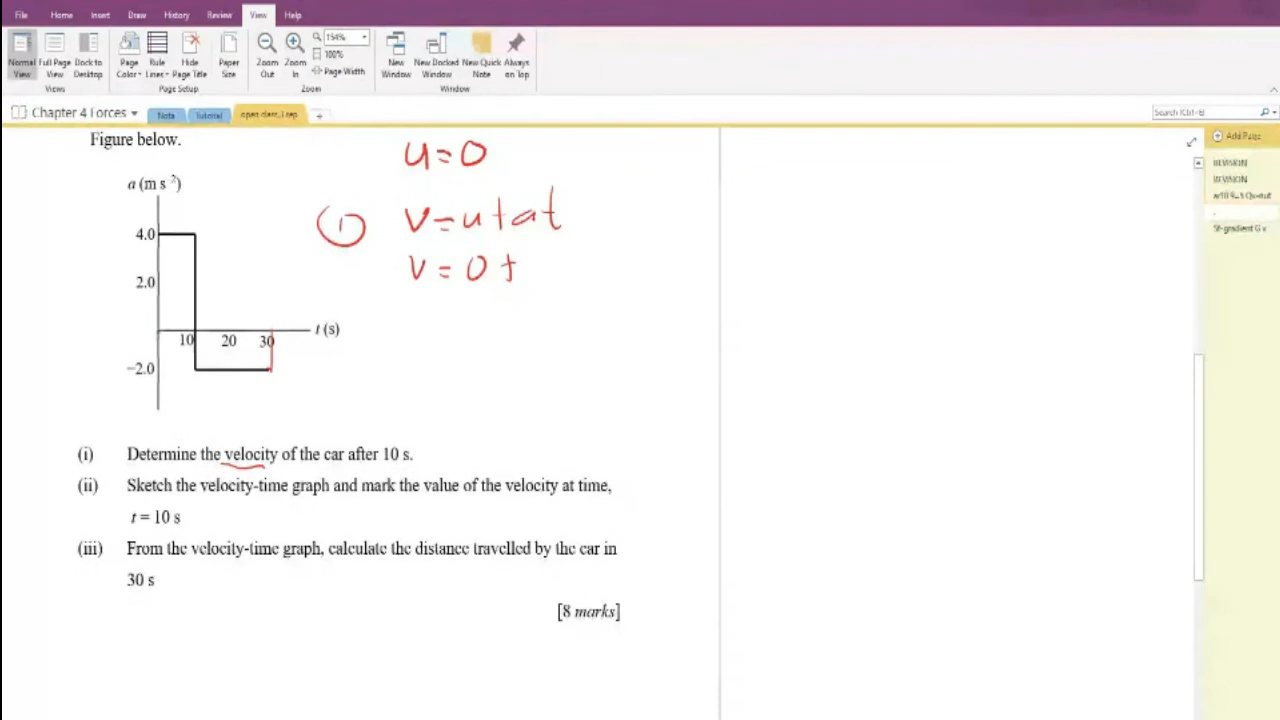 File Home Insert Draw History Review View Help
Normal View Full Page View Dock to Desktop Page Color Rule Lines Hide Page Title Paper Size Zoom Out Zoom In 154% 100% Page Width New Window New Docked Window New Quick Note Always on Top
Views Page Setup Zoom Window
Chapter 4 Forces Note Tutorial + Search (Ctrl+E)
Add Page
REVISION
REVISION
Figure below.
a (m s⁻²)
4.0
2.0
10 20 30 t (s)
−2.0
u = 0
① v = u + at
v = 0 +
(i) Determine the velocity of the car after 10 s.
(ii) Sketch the velocity-time graph and mark the value of the velocity at time,
t = 10 s
(iii) From the velocity-time graph, calculate the distance travelled by the car in
30 s
[8 marks]